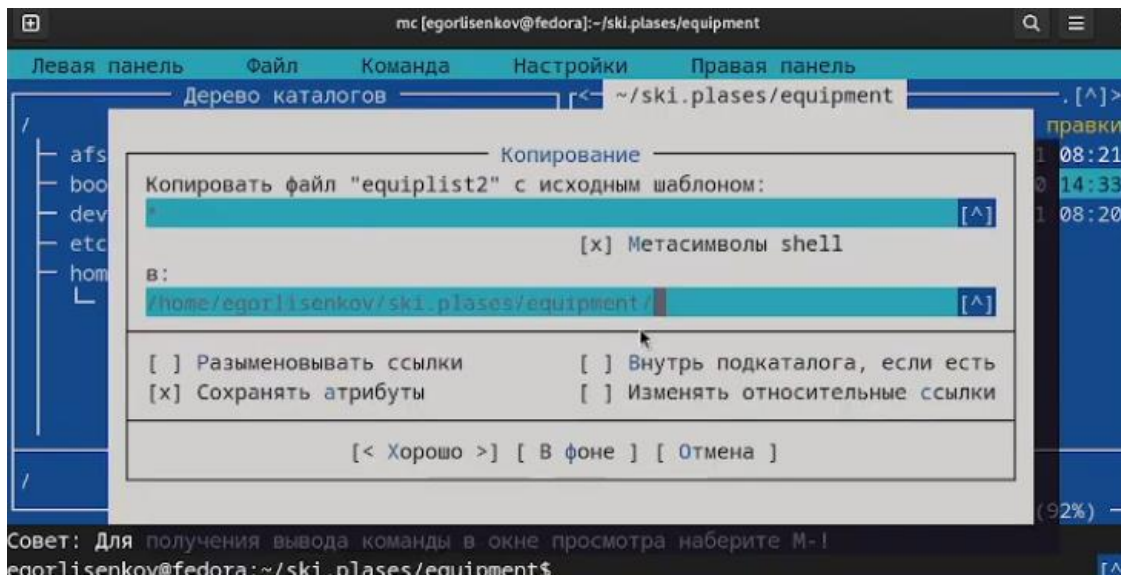 mc [egorlisenkov@fedora]:~/ski.plases/equipment
Левая панель Файл Команда Настройки Правая панель
Дерево каталогов <─ ~/ski.plases/equipment .[^]>
/ правки
afs 1 08:21
boo 0 14:33
dev 1 08:20
etc
hom
Копирование
Копировать файл "equiplist2" с исходным шаблоном:
* [^]
[x] Метасимволы shell
в:
/home/egorlisenkov/ski.plases/equipment/ [^]
[ ] Разыменовывать ссылки [ ] Внутрь подкаталога, если есть
[x] Сохранять атрибуты [ ] Изменять относительные ссылки
[< Хорошо >] [ В фоне ] [ Отмена ]
/
(92%)
Совет: Для получения вывода команды в окне просмотра наберите M-!
egorlisenkov@fedora:~/ski.plases/equipment$ [^